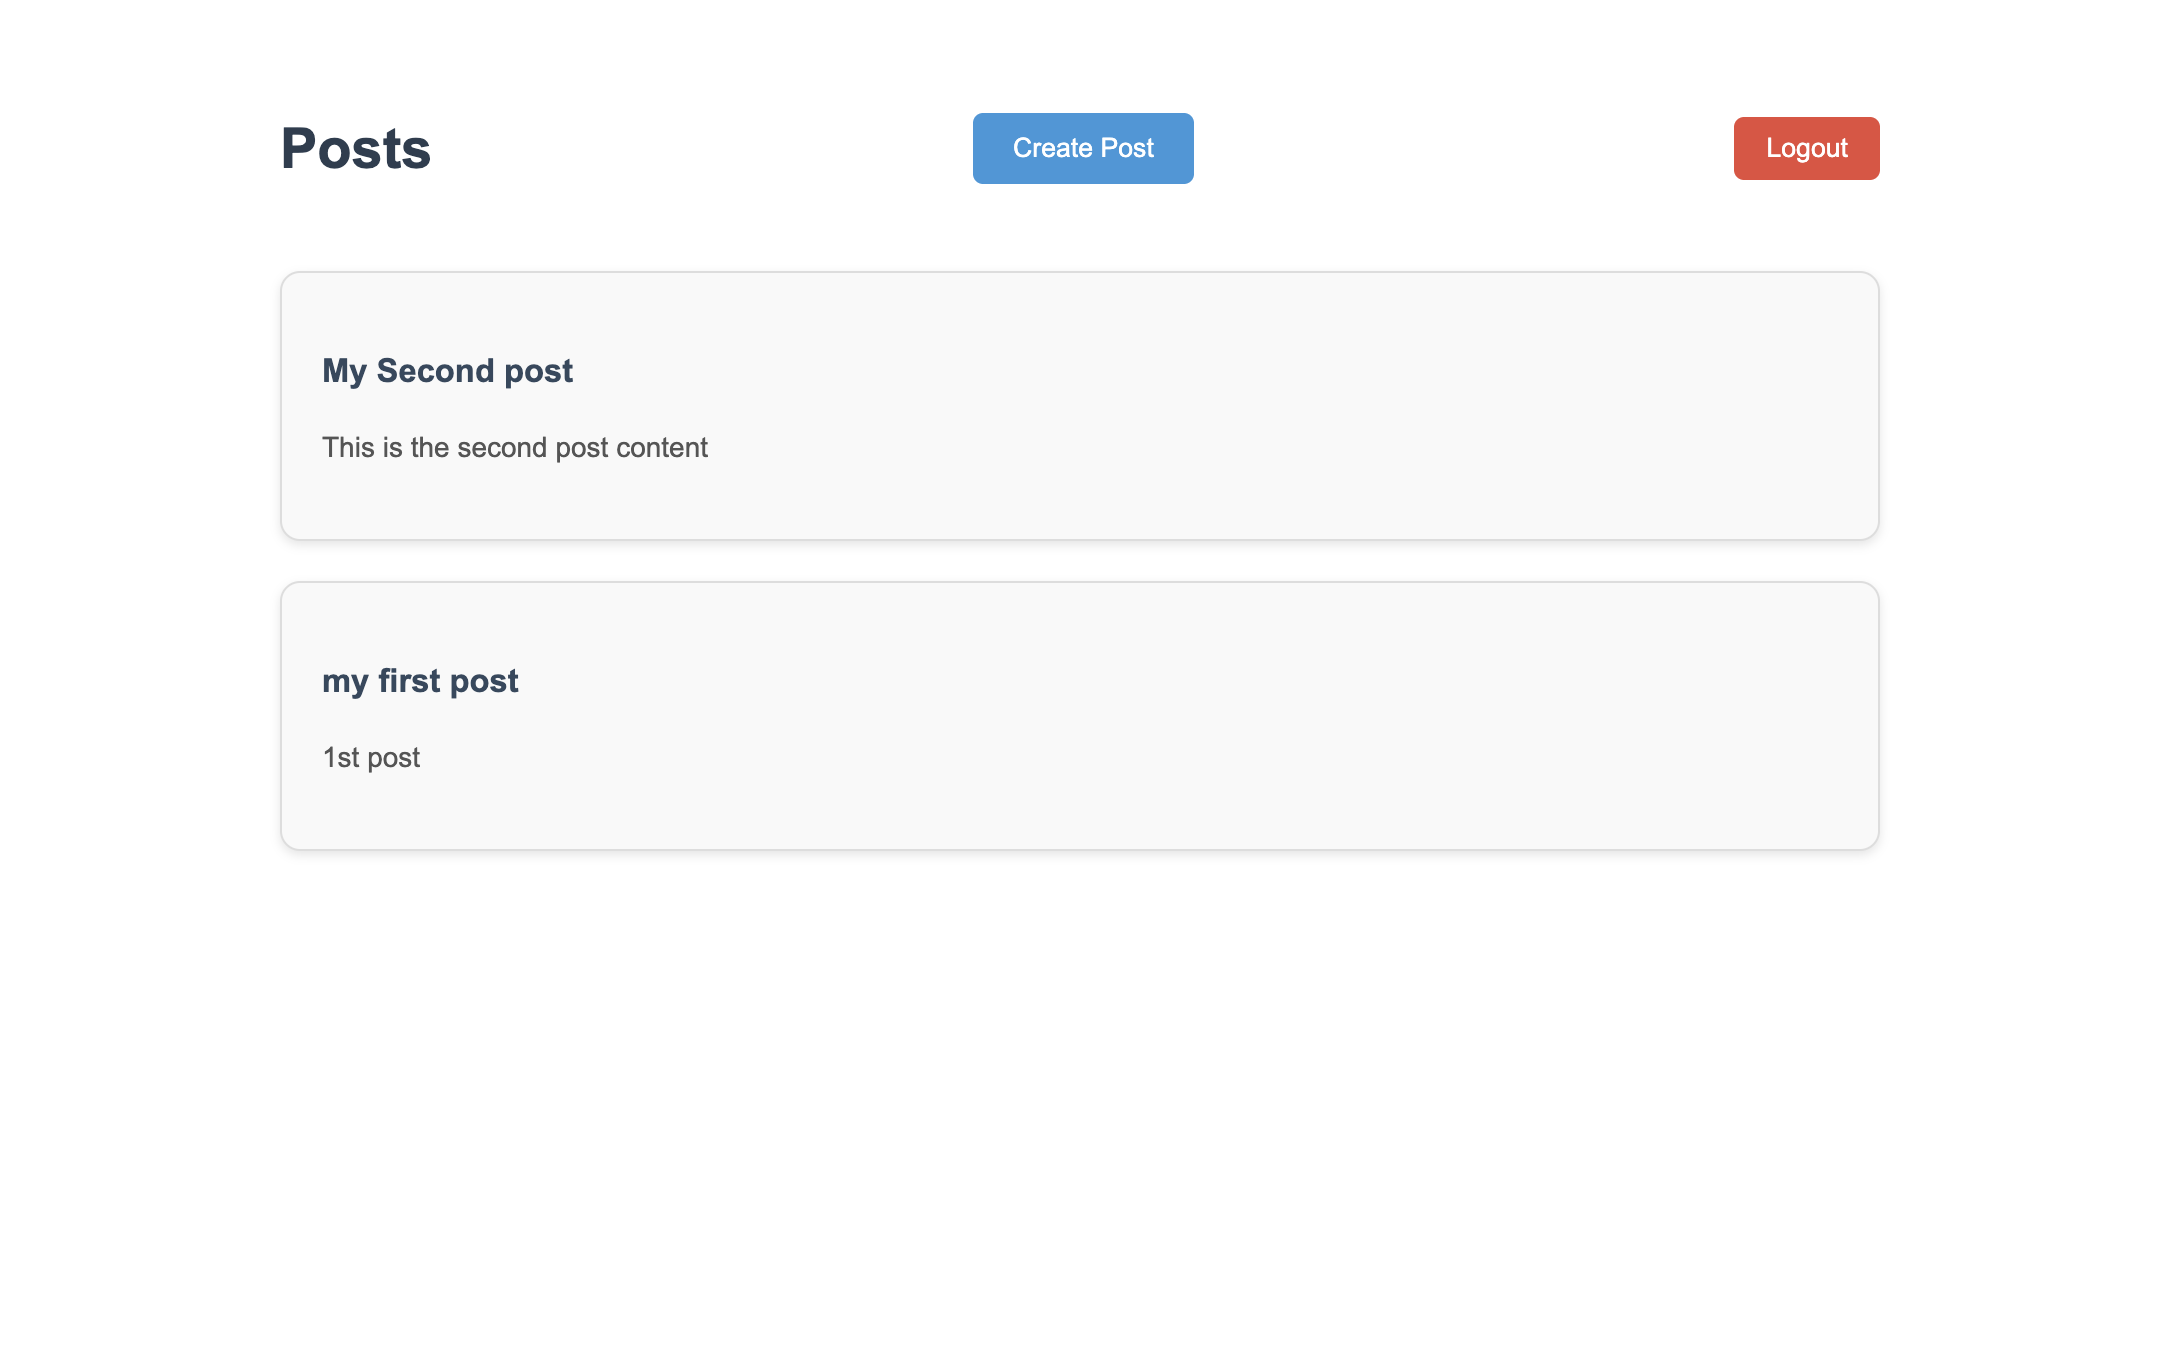 Posts
Create Post
Logout
My Second post
This is the second post content
my first post
1st post